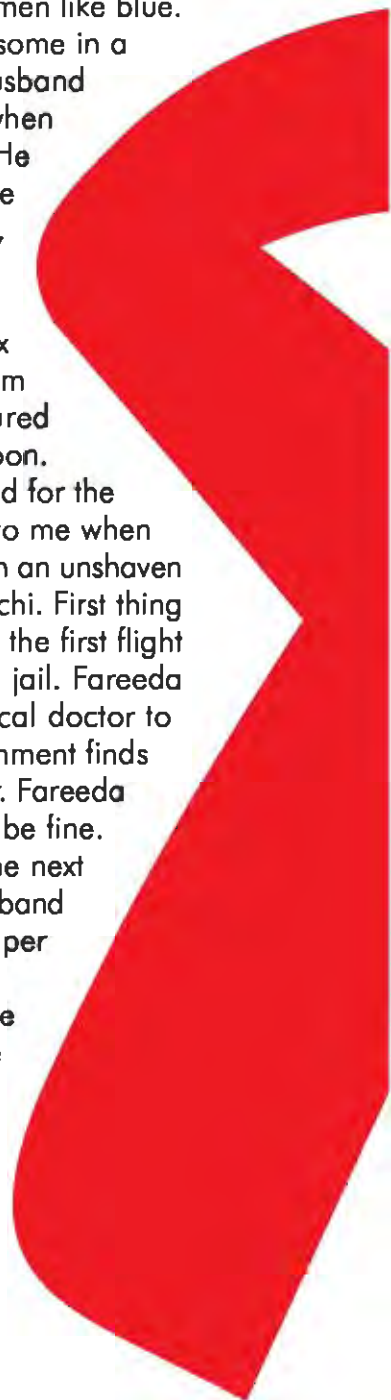 men like blue.
some in a
usband
when
He
e
,
x
m
ured
oon.
d for the
to me when
n an unshaven
chi. First thing
the first flight
jail. Fareeda
cal doctor to
nment finds
r. Fareeda
be fine.
ne next
band
per
e
e